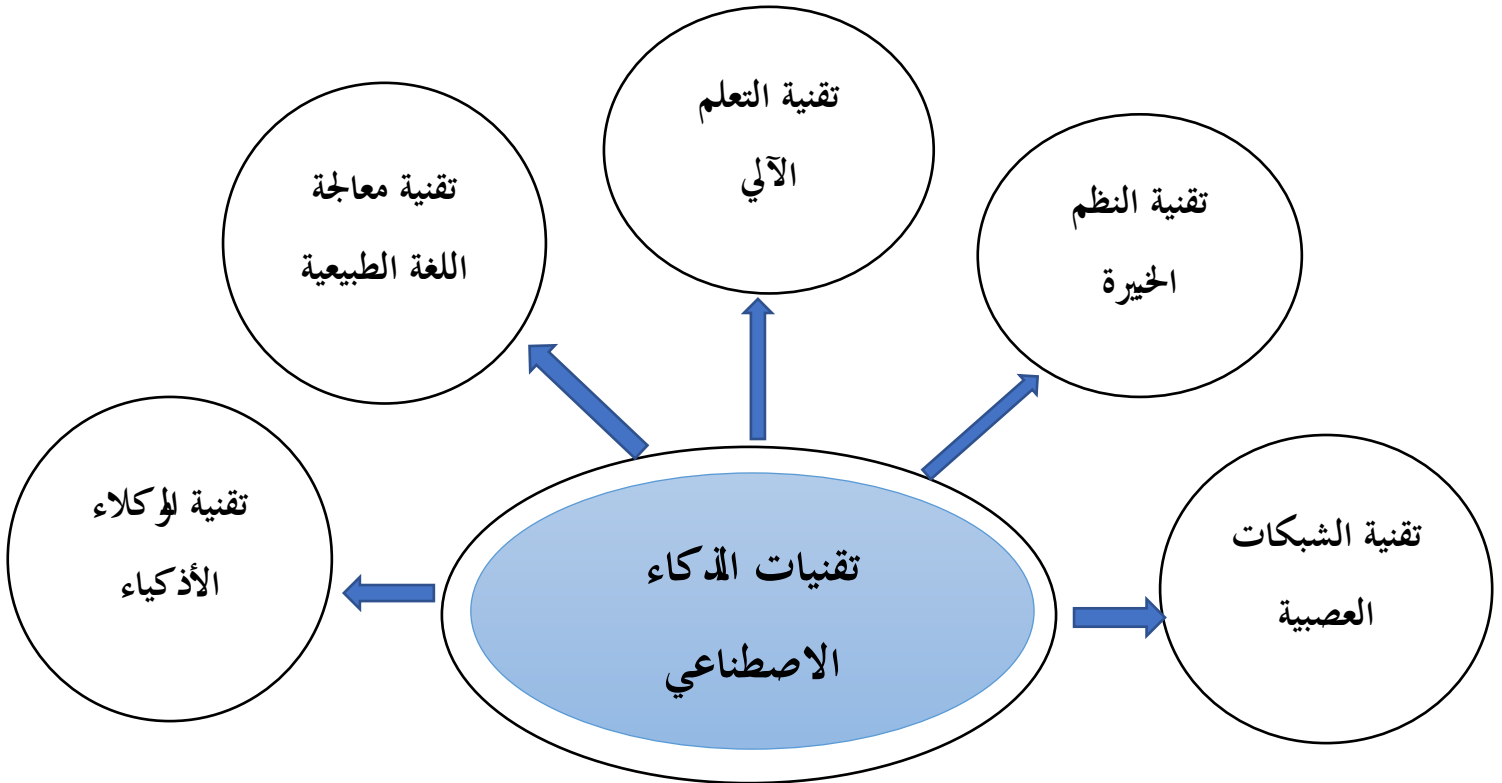 تقنية التعلم
الآلي
تقنية النظم
الخبيرة
تقنية معالجة
اللغة الطبيعية
تقنية الشبكات
العصبية
تقنية الوكلاء
الأذكياء
تقنيات الذكاء
الاصطناعي